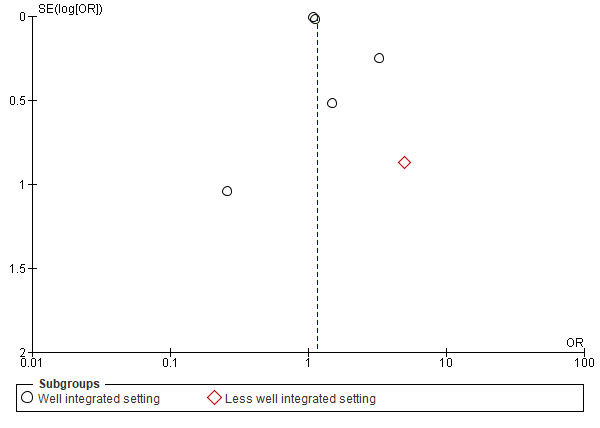 SE(log[OR])
0
0.5
1
1.5
2
OR
0.01 0.1 1 10 100
Subgroups
Well integrated setting Less well integrated setting